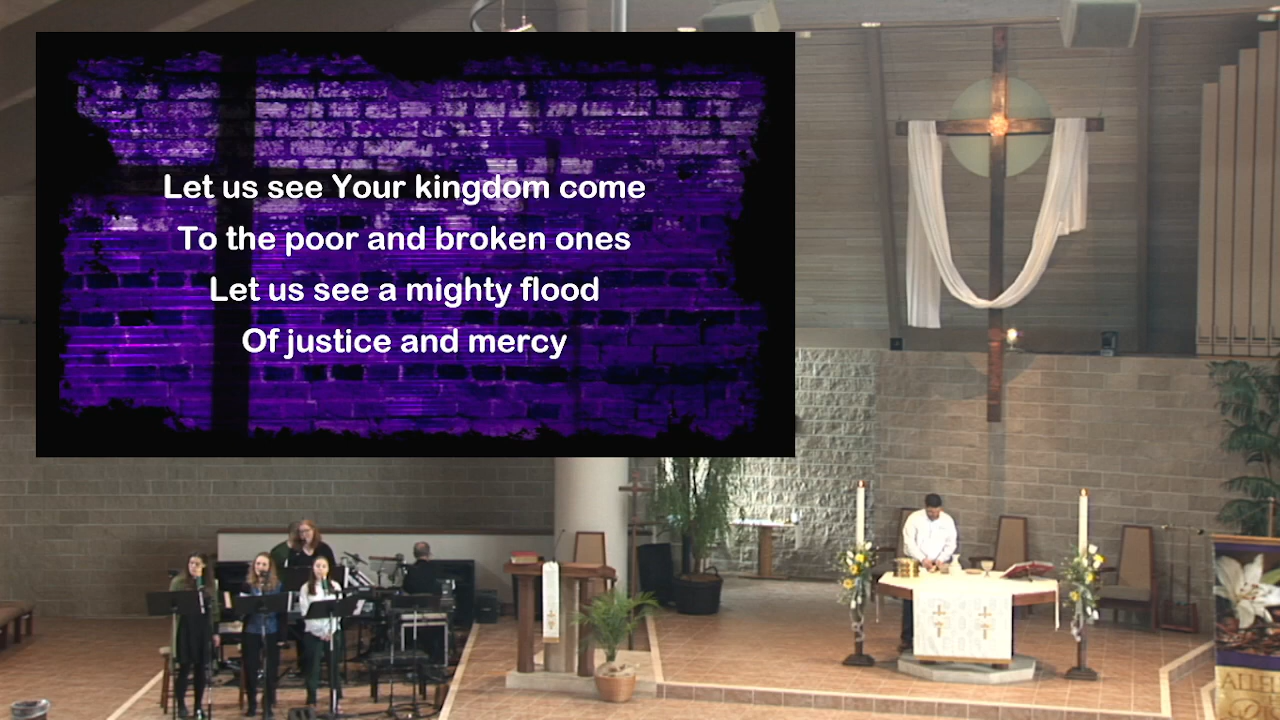 Let us see Your kingdom come
To the poor and broken ones
Let us see a mighty flood
Of justice and mercy